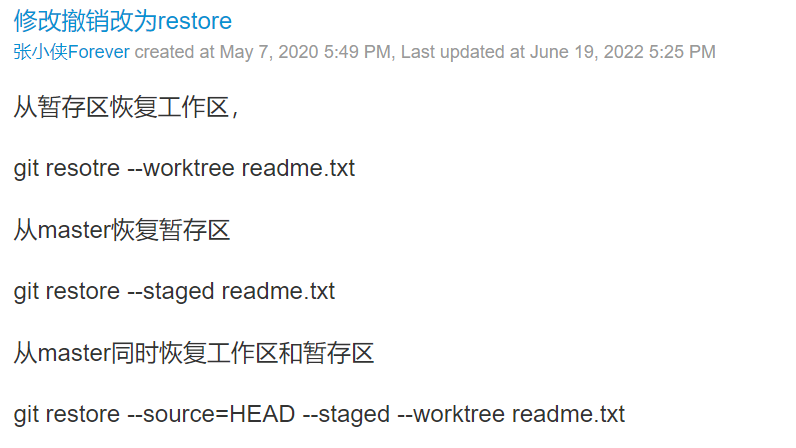 修改撤销改为restore
张小侠Forever created at May 7, 2020 5:49 PM, Last updated at June 19, 2022 5:25 PM
从暂存区恢复工作区，
git resotre --worktree readme.txt
从master恢复暂存区
git restore --staged readme.txt
从master同时恢复工作区和暂存区
git restore --source=HEAD --staged --worktree readme.txt